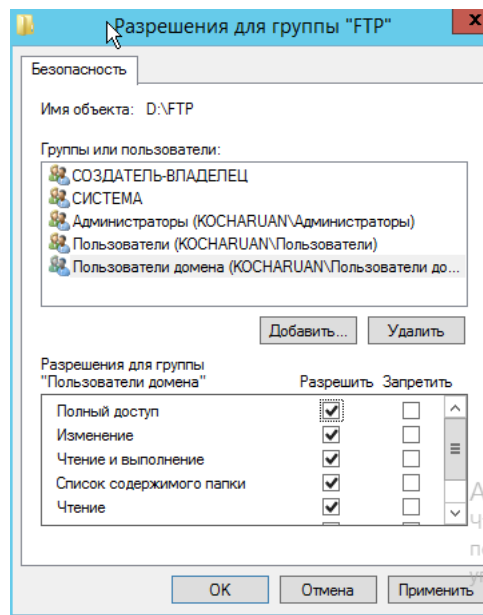 Разрешения для группы "FTP"
Безопасность
Имя объекта: D:\FTP
Группы или пользователи:
СОЗДАТЕЛЬ-ВЛАДЕЛЕЦ
СИСТЕМА
Администраторы (KOCHARUAN\Администраторы)
Пользователи (KOCHARUAN\Пользователи)
Пользователи домена (KOCHARUAN\Пользователи до...
Добавить... Удалить
Разрешения для группы
"Пользователи домена" Разрешить Запретить
Полный доступ
Изменение
Чтение и выполнение
Список содержимого папки
Чтение
OK Отмена Применить